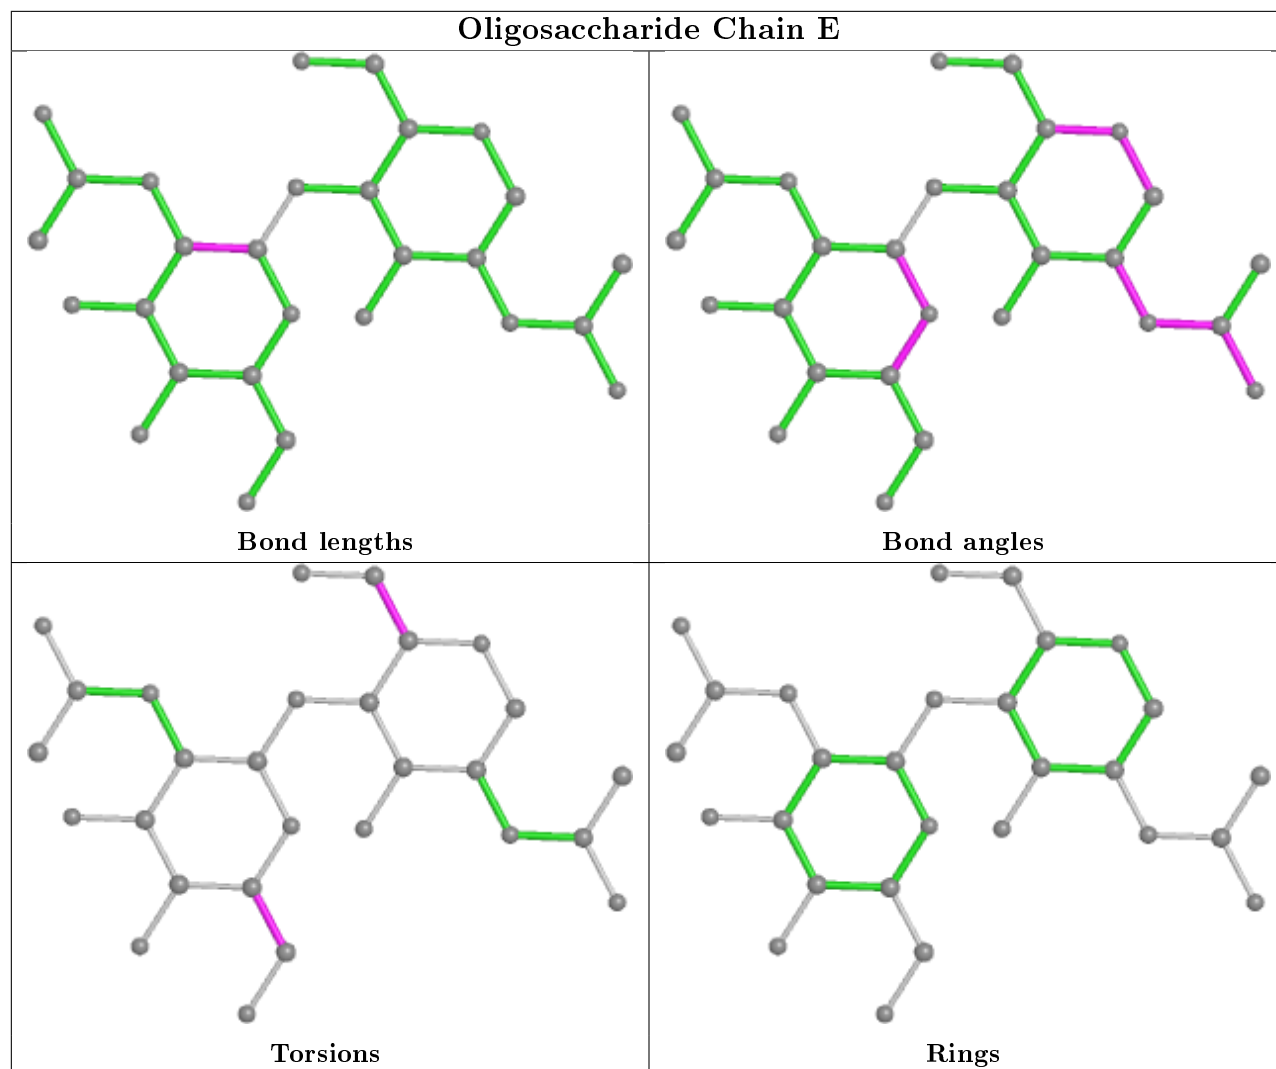 Oligosaccharide Chain E
Bond lengths
Bond angles
Torsions
Rings